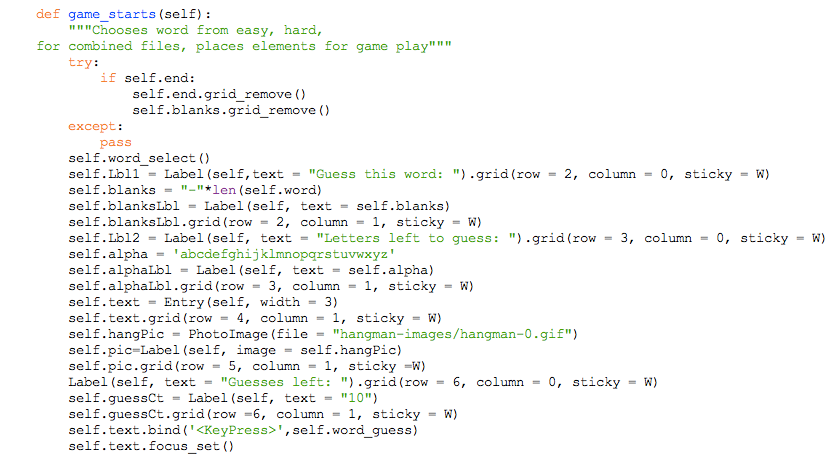 def game_starts(self):
"""Chooses word from easy, hard,
for combined files, places elements for game play"""
try:
if self.end:
self.end.grid_remove()
self.blanks.grid_remove()
except:
pass
self.word_select()
self.Lbl1 = Label(self,text = "Guess this word: ").grid(row = 2, column = 0, sticky = W)
self.blanks = "-"*len(self.word)
self.blanksLbl = Label(self, text = self.blanks)
self.blanksLbl.grid(row = 2, column = 1, sticky = W)
self.Lbl2 = Label(self, text = "Letters left to guess: ").grid(row = 3, column = 0, sticky = W)
self.alpha = 'abcdefghijklmnopqrstuvwxyz'
self.alphaLbl = Label(self, text = self.alpha)
self.alphaLbl.grid(row = 3, column = 1, sticky = W)
self.text = Entry(self, width = 3)
self.text.grid(row = 4, column = 1, sticky = W)
self.hangPic = PhotoImage(file = "hangman-images/hangman-0.gif")
self.pic=Label(self, image = self.hangPic)
self.pic.grid(row = 5, column = 1, sticky =W)
Label(self, text = "Guesses left: ").grid(row = 6, column = 0, sticky = W)
self.guessCt = Label(self, text = "10")
self.guessCt.grid(row =6, column = 1, sticky = W)
self.text.bind('<KeyPress>',self.word_guess)
self.text.focus_set()